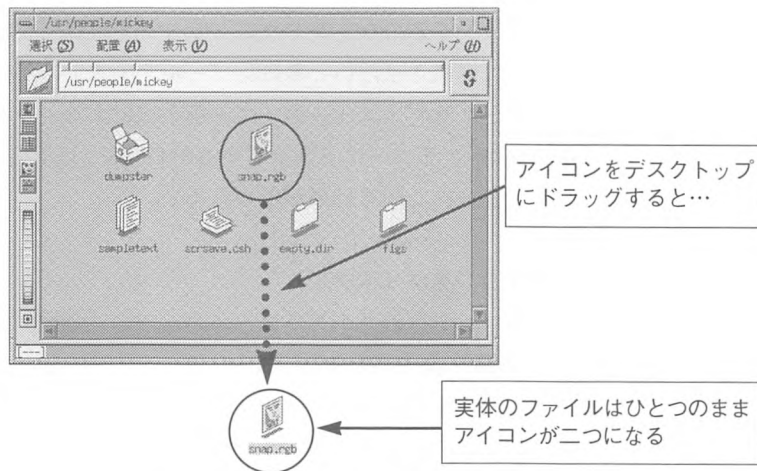 /usr/people/mickey
選択 (S) 配置 (A) 表示 (V) ヘルプ (H)
/usr/people/mickey
dumpster
snap.rgb
sampletext
scrsave.csh
empty.dir
figs
アイコンをデスクトップ
にドラッグすると…
snap.rgb
実体のファイルはひとつのまま
アイコンが二つになる